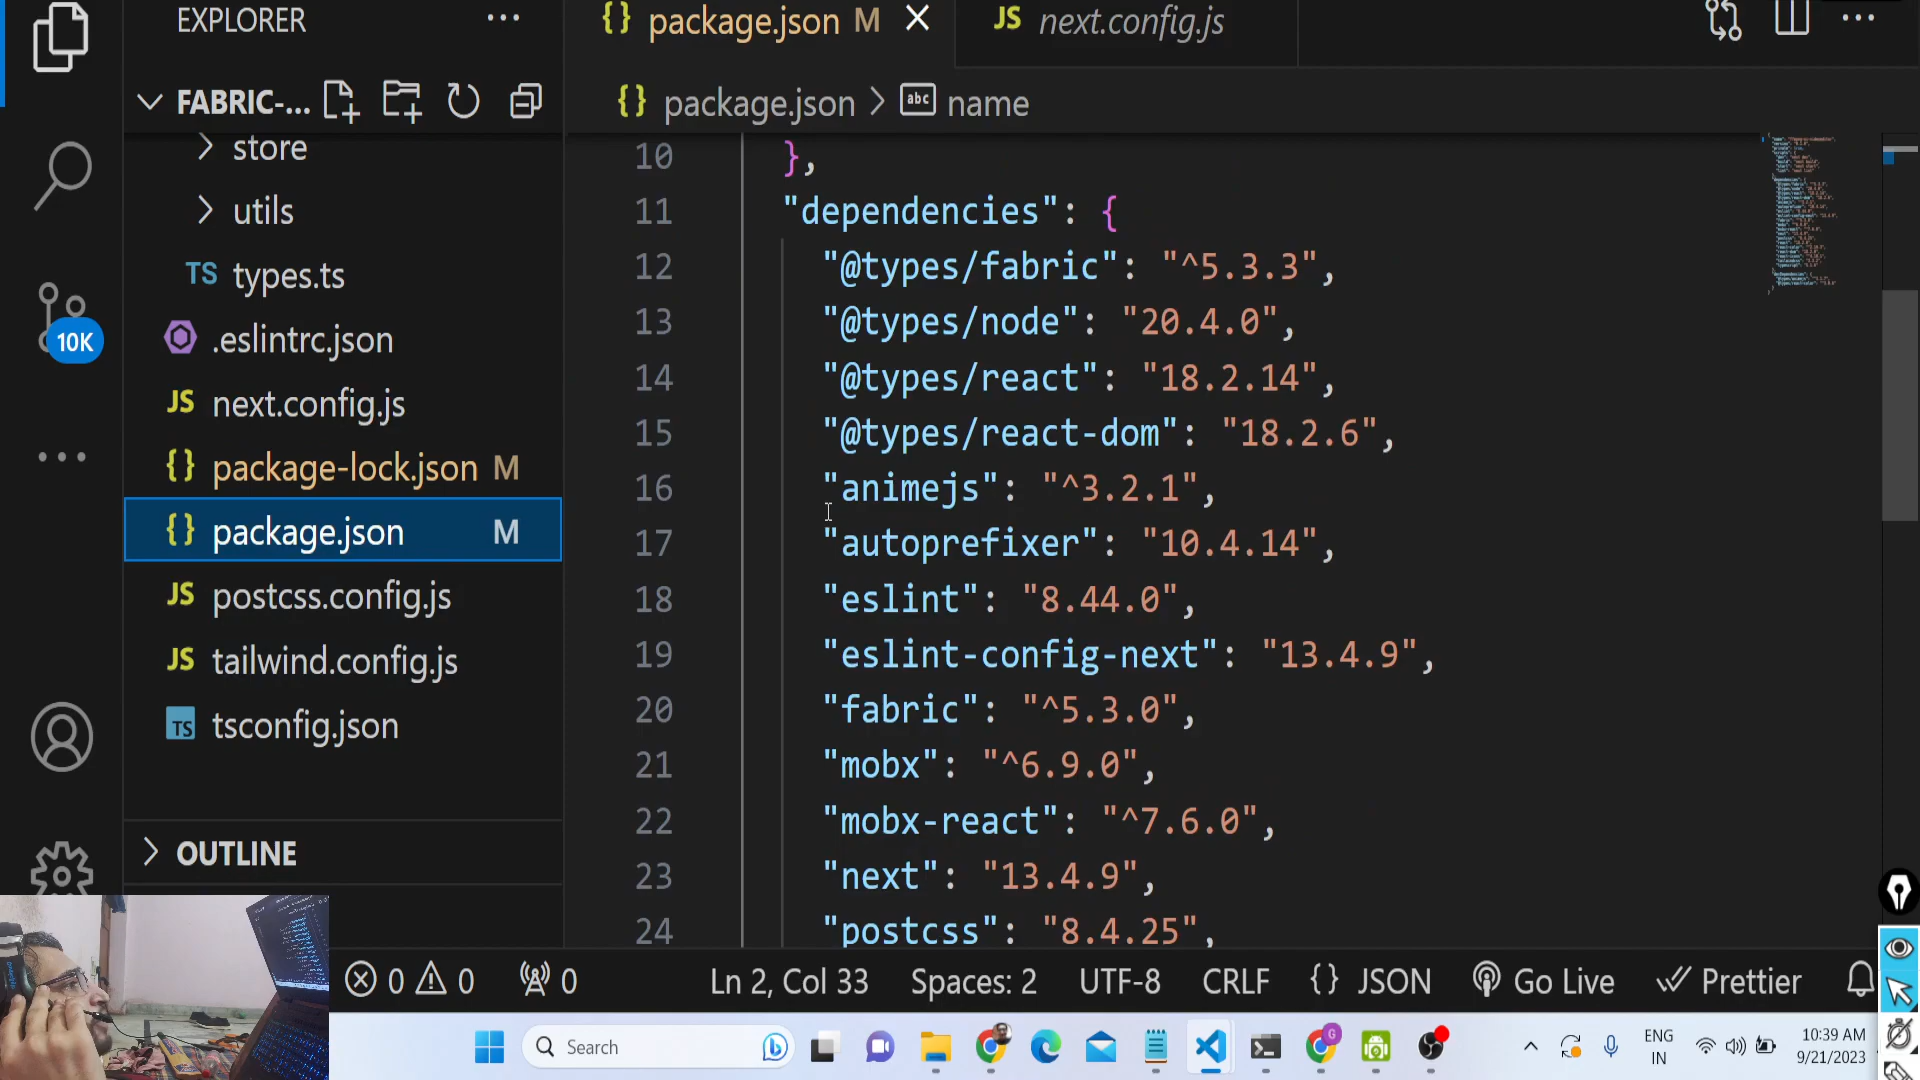 EXPLORER
FABRIC-...
store
utils
TS types.ts
.eslintrc.json
JS next.config.js
{} package-lock.json M
{} package.json M
JS postcss.config.js
JS tailwind.config.js
TS tsconfig.json
OUTLINE
10K
{} package.json M
JS next.config.js
{} package.json > abc name
10 },
11 "dependencies": {
12 "@types/fabric": "^5.3.3",
13 "@types/node": "20.4.0",
14 "@types/react": "18.2.14",
15 "@types/react-dom": "18.2.6",
16 "animejs": "^3.2.1",
17 "autoprefixer": "10.4.14",
18 "eslint": "8.44.0",
19 "eslint-config-next": "13.4.9",
20 "fabric": "^5.3.0",
21 "mobx": "^6.9.0",
22 "mobx-react": "^7.6.0",
23 "next": "13.4.9",
24 "postcss": "8.4.25",
0 0 0 Ln 2, Col 33 Spaces: 2 UTF-8 CRLF {} JSON Go Live Prettier
Search
G
ENG
IN
10:39 AM
9/21/2023